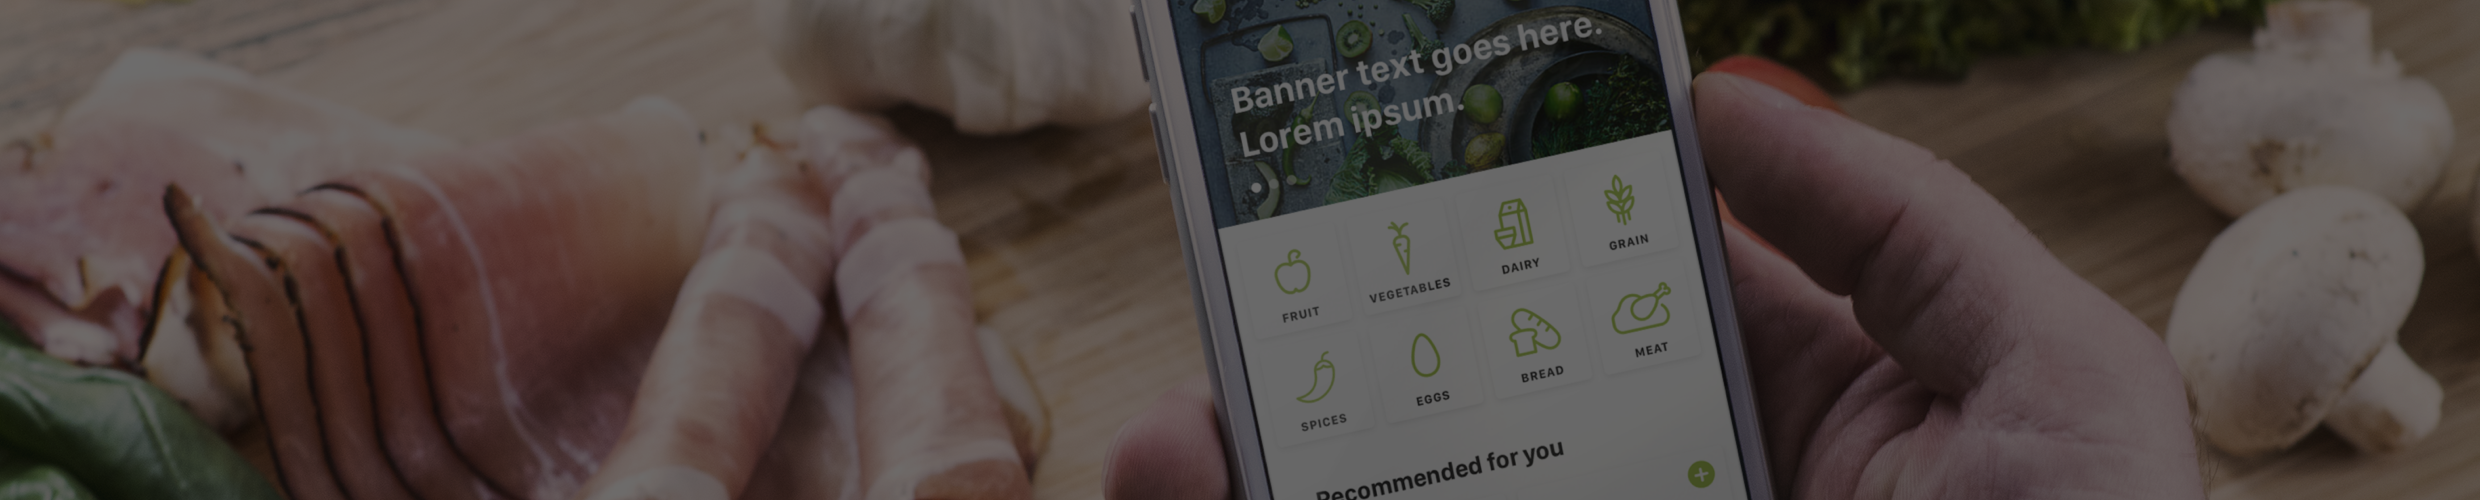 Banner text goes here.
Lorem ipsum.
FRUIT
VEGETABLES
DAIRY
GRAIN
SPICES
EGGS
BREAD
MEAT
Recommended for you